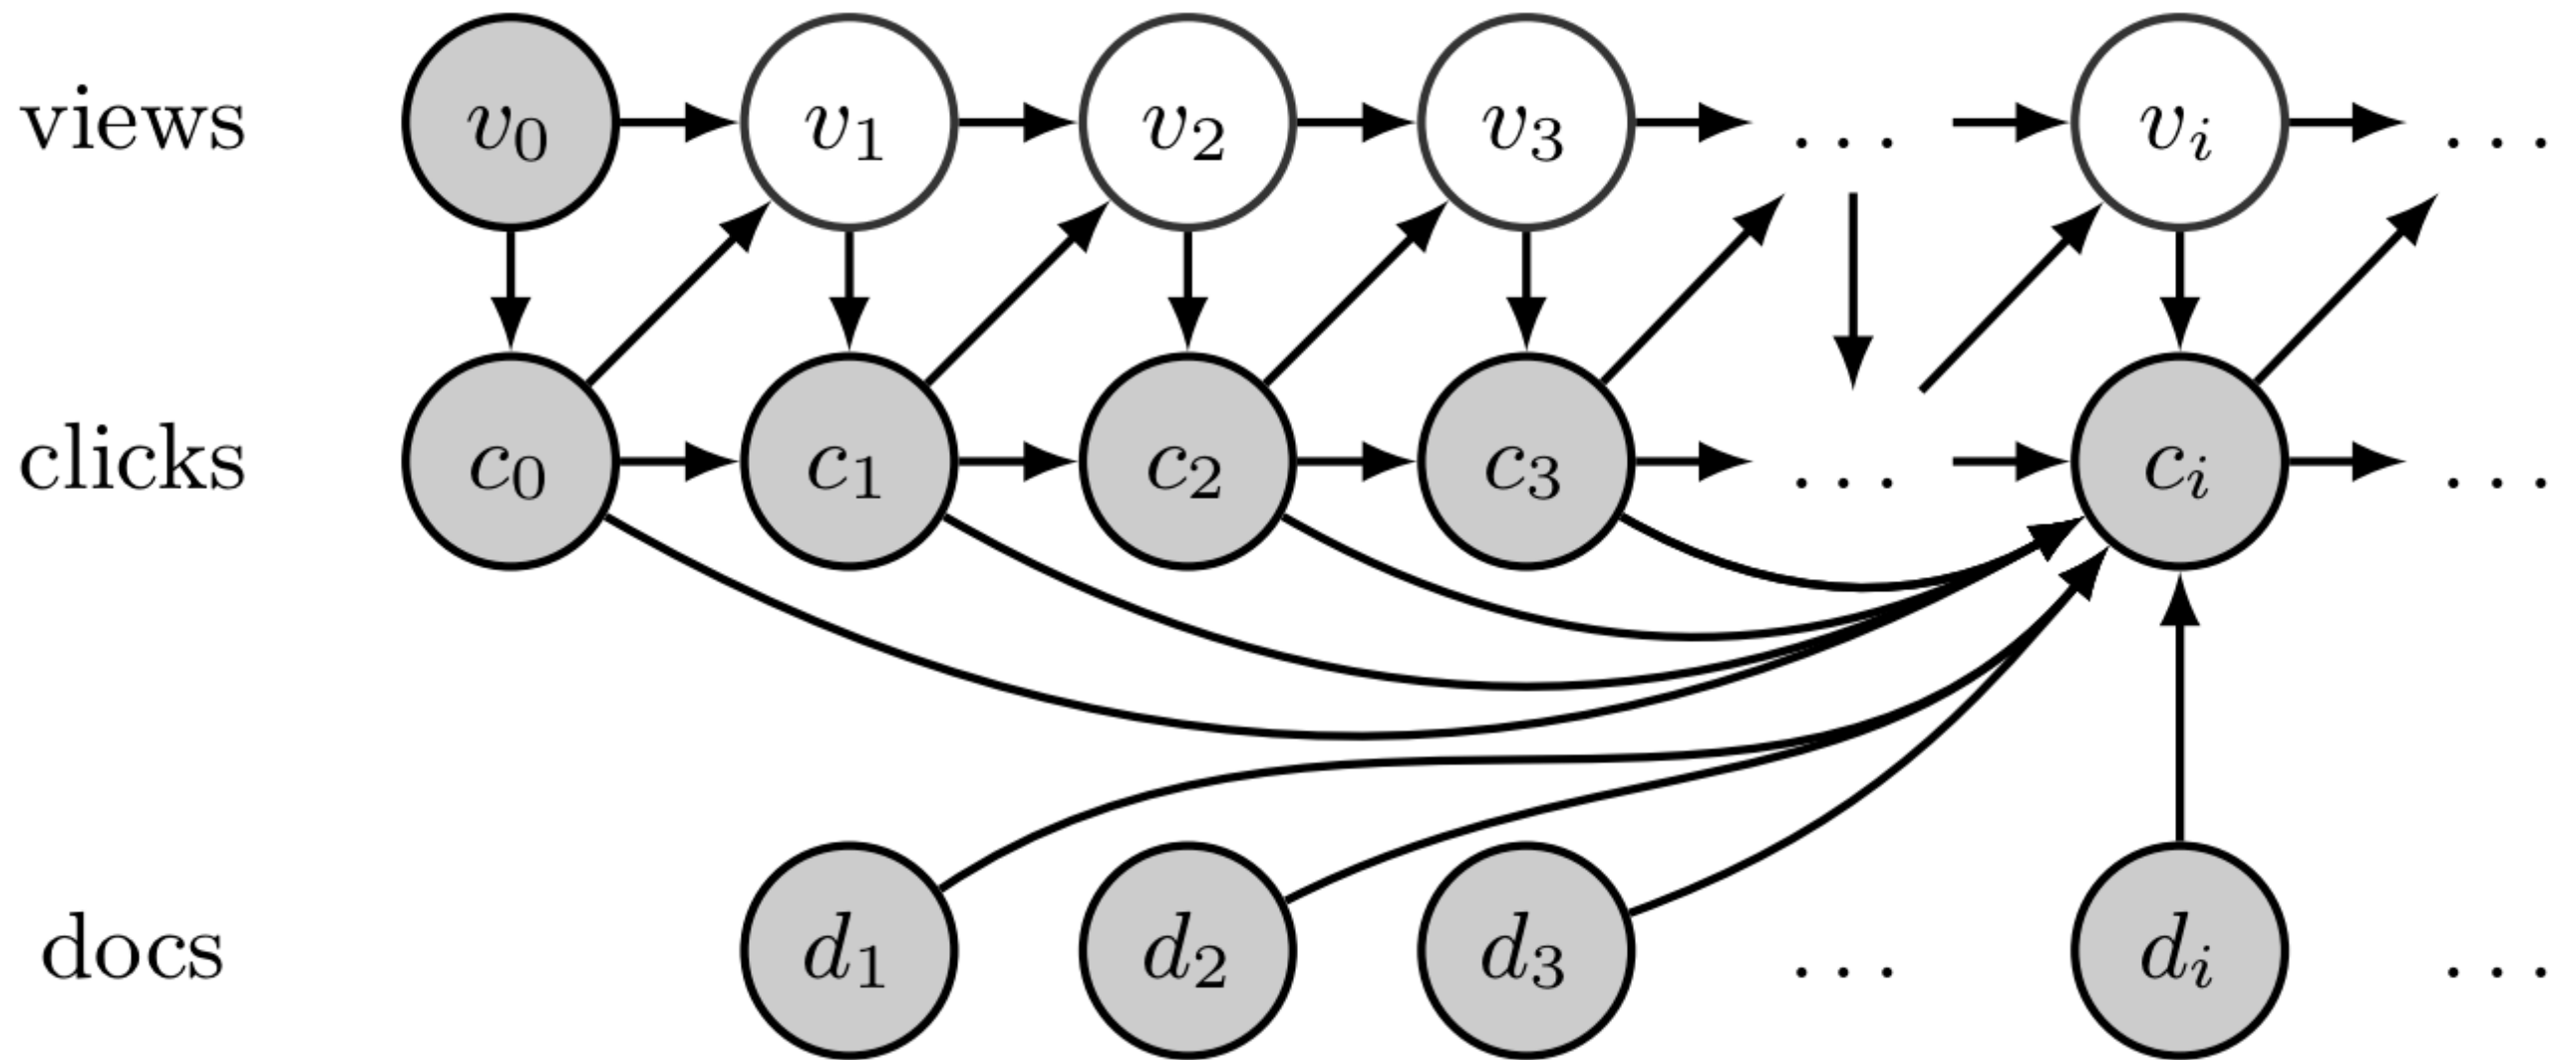 views v₀ v₁ v₂ v₃ ... vᵢ ...
clicks c₀ c₁ c₂ c₃ ... cᵢ ...
docs d₁ d₂ d₃ ... dᵢ ...